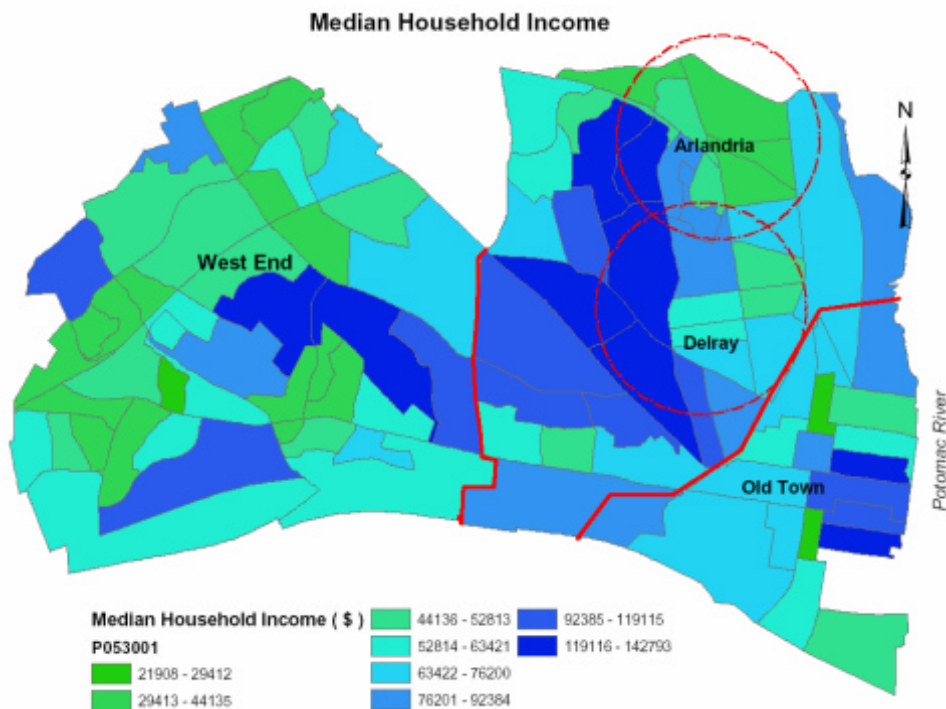 Median Household Income
N
Arlandria
West End
Delray
Potomac River
Old Town
Median Household Income ( $ )
P053001
21908 - 29412
29413 - 44135
44136 - 52813
52814 - 63421
63422 - 76200
76201 - 92384
92385 - 119115
119116 - 142793